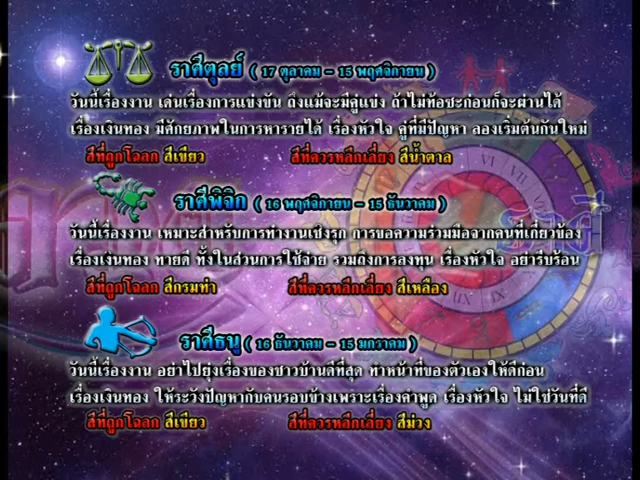 ราศีตุลย์ ( 17 ตุลาคม - 15 พฤศจิกายน )
วันนี้เรื่องงาน เด่นเรื่องการแข่งขัน ถึงแม้จะมีคู่แข่ง ถ้าไม่ท้อซะก่อนก็จะผ่านได้
เรื่องเงินทอง มีศักยภาพในการหารายได้ เรื่องหัวใจ คู่ที่มีปัญหา ลองเริ่มต้นกันใหม่
สีที่ถูกโฉลก สีเขียว สีที่ควรหลีกเลี่ยง สีน้ำตาล
ราศีพิจิก ( 16 พฤศจิกายน - 15 ธันวาคม )
วันนี้เรื่องงาน เหมาะสำหรับการทำงานเชิงรุก การขอความร่วมมือจากคนที่เกี่ยวข้อง
เรื่องเงินทอง ทายดี ทั้งในส่วนการใช้จ่าย รวมถึงการลงทุน เรื่องหัวใจ อย่ารีบร้อน
สีที่ถูกโฉลก สีกรมท่า สีที่ควรหลีกเลี่ยง สีเหลือง
ราศีธนู ( 16 ธันวาคม - 15 มกราคม )
วันนี้เรื่องงาน อย่าไปยุ่งเรื่องของชาวบ้านดีที่สุด ทำหน้าที่ของตัวเองให้ดีก่อน
เรื่องเงินทอง ให้ระวังปัญหากับคนรอบข้างเพราะเรื่องคำพูด เรื่องหัวใจ ไม่ใช่วันที่ดี
สีที่ถูกโฉลก สีเขียว สีที่ควรหลีกเลี่ยง สีม่วง